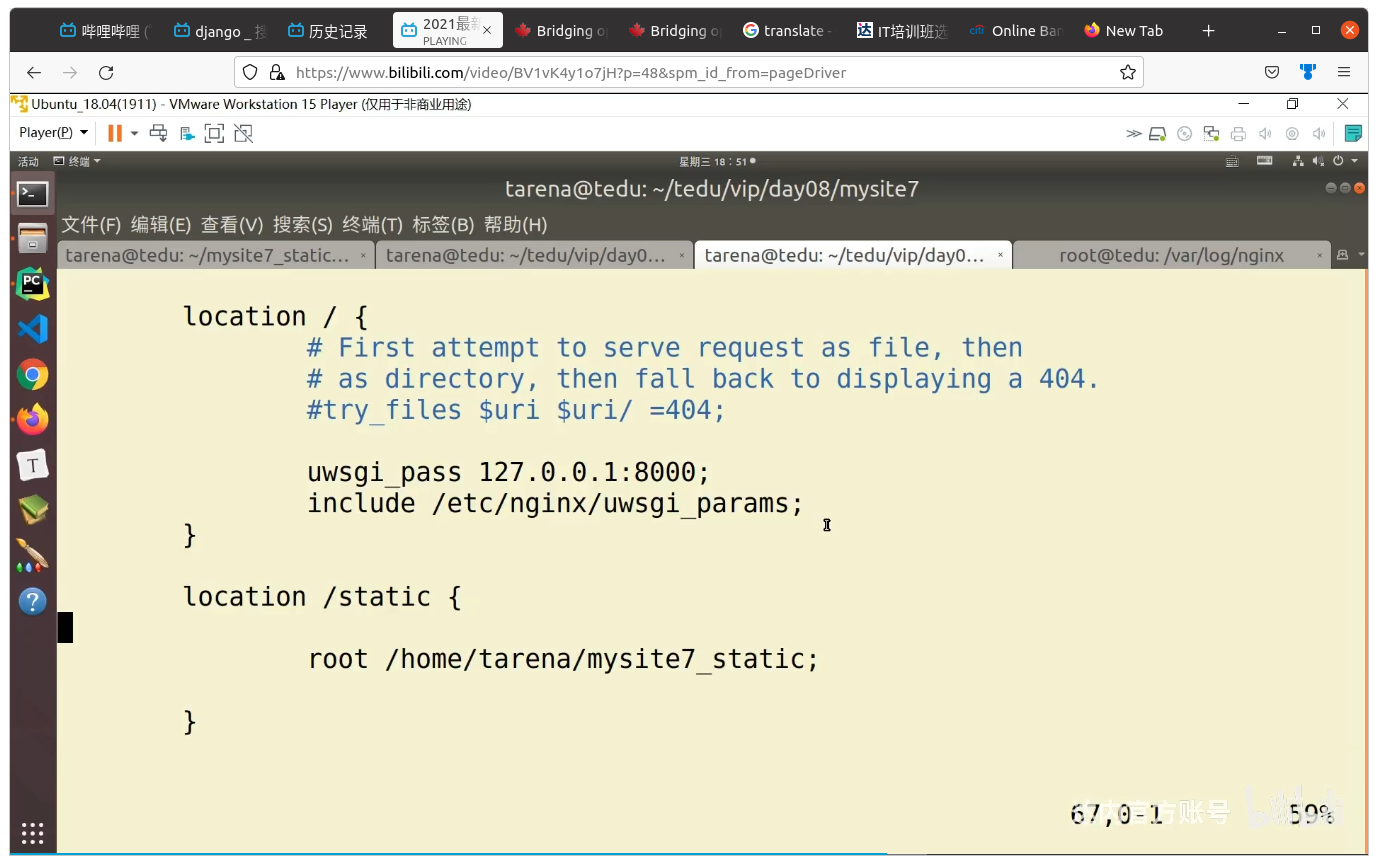 哔哩哔哩 (
django _ 搜
历史记录
2021最新
PLAYING
Bridging o
Bridging o
translate -
IT培训班选
citi Online Ban
New Tab
https://www.bilibili.com/video/BV1vK4y1o7jH?p=48&spm_id_from=pageDriver
Ubuntu_18.04(1911) - VMware Workstation 15 Player (仅用于非商业用途)
Player(P)
活动 终端 星期三 18：51
tarena@tedu: ~/tedu/vip/day08/mysite7
文件(F) 编辑(E) 查看(V) 搜索(S) 终端(T) 标签(B) 帮助(H)
tarena@tedu: ~/mysite7_static...
tarena@tedu: ~/tedu/vip/day0...
tarena@tedu: ~/tedu/vip/day0...
root@tedu: /var/log/nginx
location / {
# First attempt to serve request as file, then
# as directory, then fall back to displaying a 404.
#try_files $uri $uri/ =404;
uwsgi_pass 127.0.0.1:8000;
include /etc/nginx/uwsgi_params;
}
location /static {
root /home/tarena/mysite7_static;
}
67,0-1 59%
官方账号 bilibili